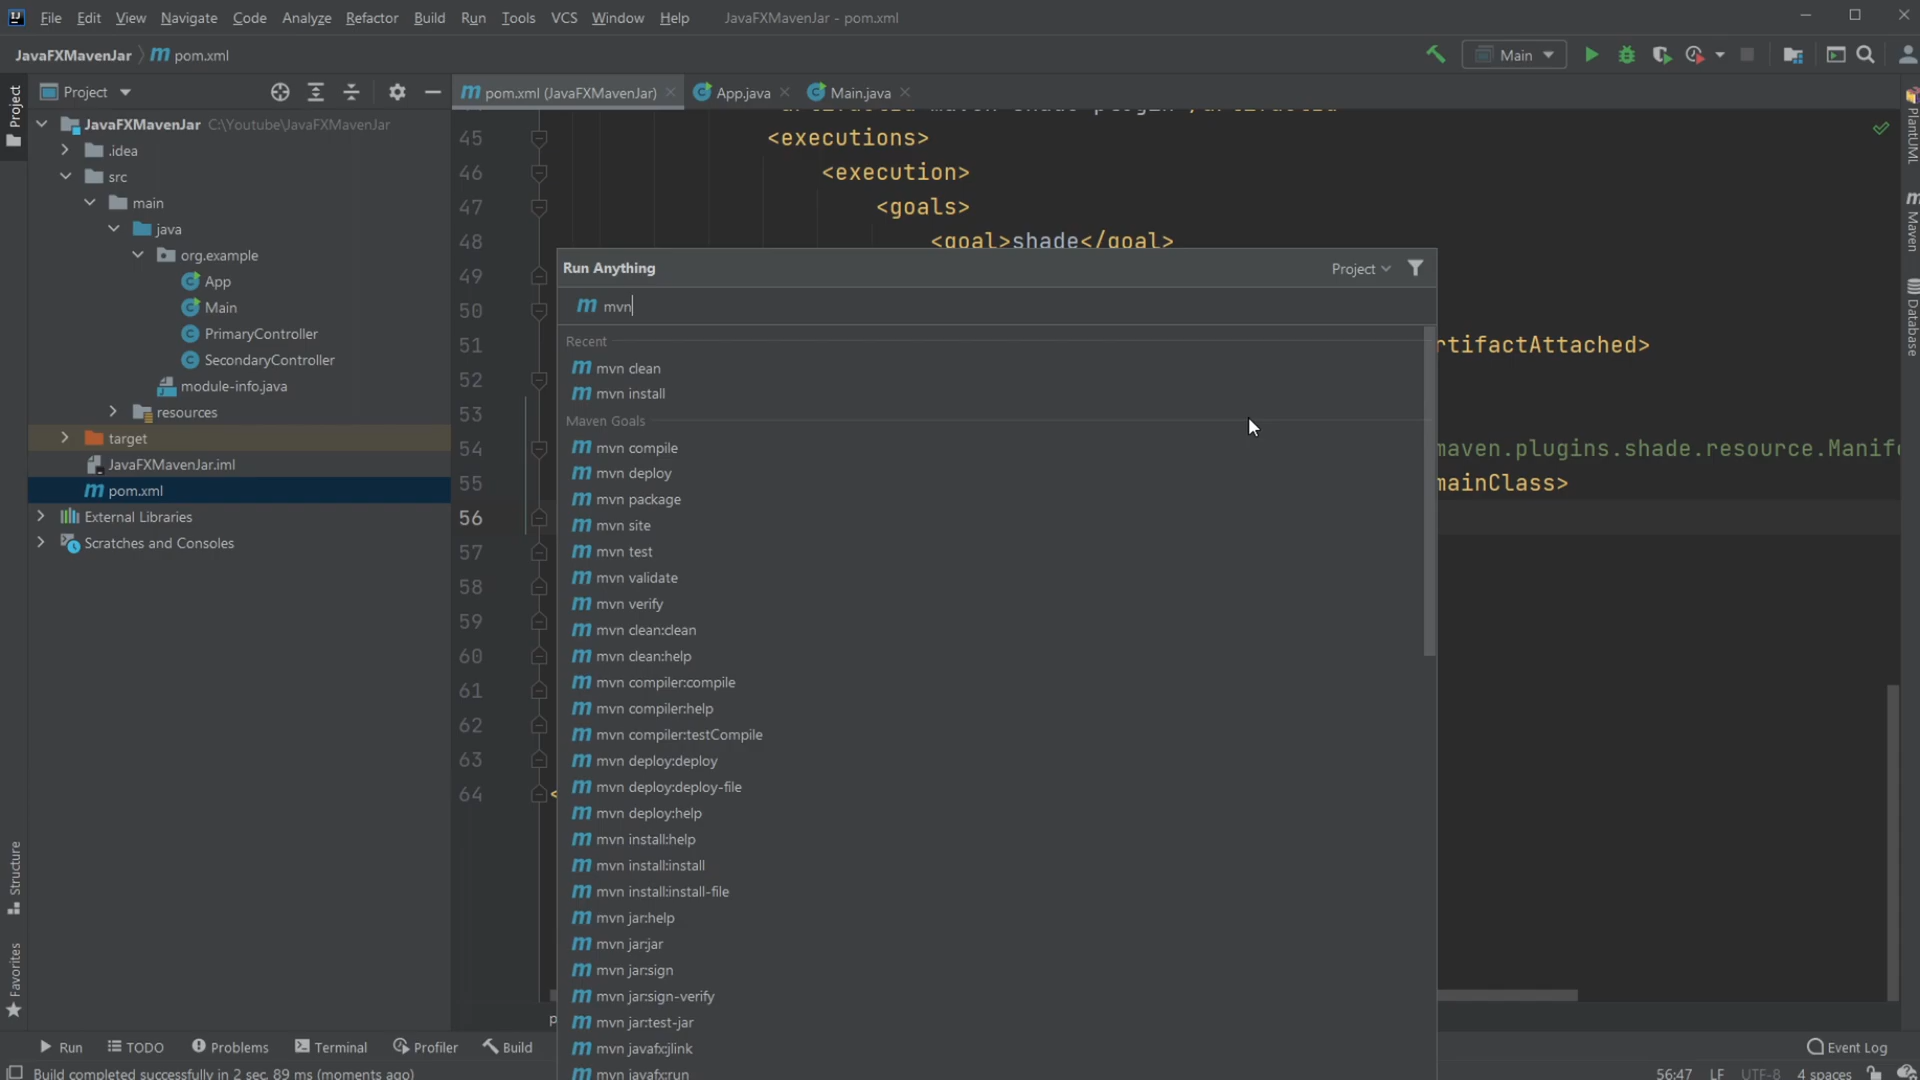 File Edit View Navigate Code Analyze Refactor Build Run Tools VCS Window Help JavaFXMavenJar - pom.xml
JavaFXMavenJar pom.xml
Main
Project
pom.xml (JavaFXMavenJar)
App.java
Main.java
Project
JavaFXMavenJar C:\Youtube\JavaFXMavenJar
.idea
src
main
java
org.example
App
Main
PrimaryController
SecondaryController
module-info.java
resources
target
JavaFXMavenJar.iml
pom.xml
External Libraries
Scratches and Consoles
Structure
Favorites
45 <executions>
46 <execution>
47 <goals>
48 <goal>shade</goal>
49
50
51 rtifactAttached>
52
53
54 maven.plugins.shade.resource.Manif
55 mainClass>
56
57
58
59
60
61
62
63
64 <
Run Anything
Project
mvn
Recent
mvn clean
mvn install
Maven Goals
mvn compile
mvn deploy
mvn package
mvn site
mvn test
mvn validate
mvn verify
mvn clean:clean
mvn clean:help
mvn compiler:compile
mvn compiler:help
mvn compiler:testCompile
mvn deploy:deploy
mvn deploy:deploy-file
mvn deploy:help
mvn install:help
mvn install:install
mvn install:install-file
mvn jar:help
mvn jar:jar
mvn jar:sign
mvn jar:sign-verify
mvn jar:test-jar
mvn javafx:jlink
mvn javafx:run
PlantUML
Maven
Database
Run TODO Problems Terminal Profiler Build Event Log
Build completed successfully in 2 sec, 89 ms (moments ago) 56:47 LF UTF-8 4 spaces